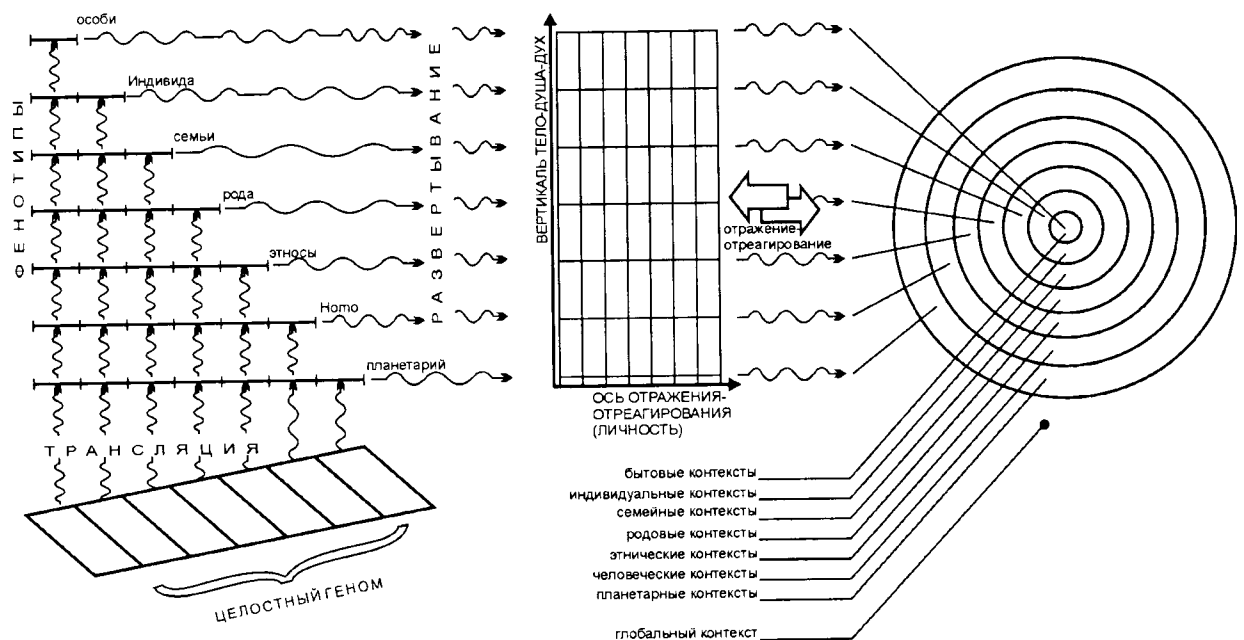 особи
Индивида
семьи
рода
этносы
Homo
планетарий
ФЕНОТИПЫ
РАЗВЕРТЫВАНИЕ
ТРАНСЛЯЦИЯ
ЦЕЛОСТНЫЙ ГЕНОМ
ВЕРТИКАЛЬ ТЕЛО-ДУША-ДУХ
ОСЬ ОТРАЖЕНИЯ-
ОТРЕАГИРОВАНИЯ
(ЛИЧНОСТЬ)
отражение-
отреагирование
бытовые контексты
индивидуальные контексты
семейные контексты
родовые контексты
этнические контексты
человеческие контексты
планетарные контексты
глобальный контекст